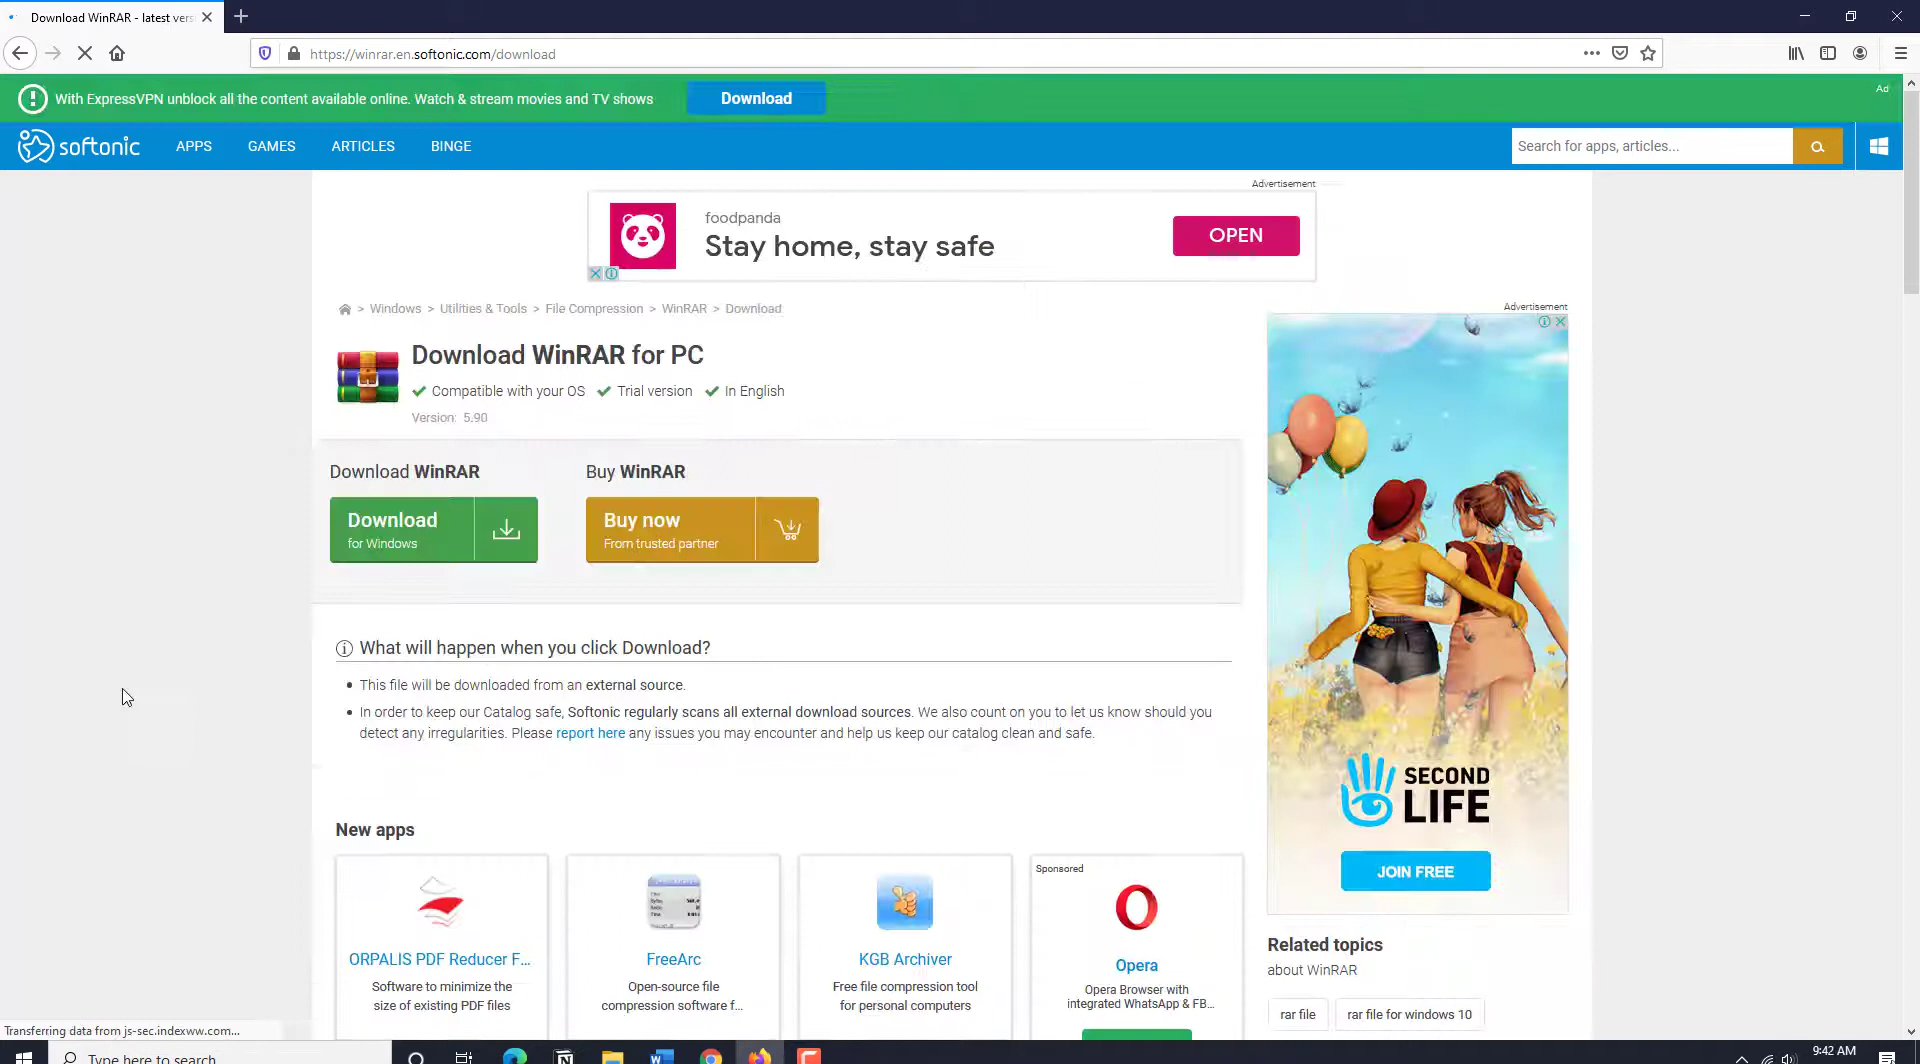 Download WinRAR - latest vers
https://winrar.en.softonic.com/download
With ExpressVPN unblock all the content available online. Watch & stream movies and TV shows
Download
Ad
softonic
APPS
GAMES
ARTICLES
BINGE
Search for apps, articles...
Advertisement
foodpanda
Stay home, stay safe
OPEN
> Windows > Utilities & Tools > File Compression > WinRAR > Download
Advertisement
Download WinRAR for PC
Compatible with your OS
Trial version
In English
Version: 5.90
Download WinRAR
Buy WinRAR
Download
for Windows
Buy now
From trusted partner
What will happen when you click Download?
• This file will be downloaded from an external source.
• In order to keep our Catalog safe, Softonic regularly scans all external download sources. We also count on you to let us know should you
detect any irregularities. Please report here any issues you may encounter and help us keep our catalog clean and safe.
SECOND
LIFE
JOIN FREE
New apps
ORPALIS PDF Reducer F...
Software to minimize the
size of existing PDF files
FreeArc
Open-source file
compression software f...
KGB Archiver
Free file compression tool
for personal computers
Sponsored
Opera
Opera Browser with
integrated WhatsApp & FB...
Related topics
about WinRAR
rar file
rar file for windows 10
Transferring data from js-sec.indexww.com...
Type here to search
9:42 AM